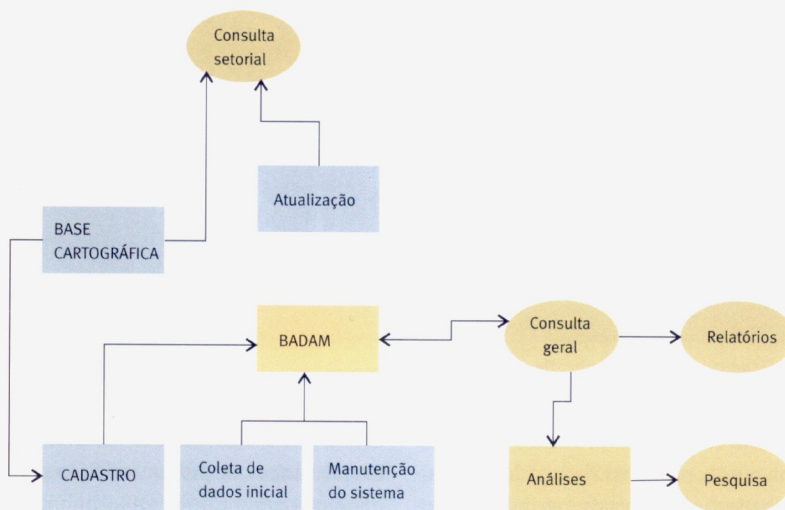 Consulta
setorial
Atualização
BASE
CARTOGRÁFICA
BADAM
Consulta
geral
Relatórios
CADASTRO
Coleta de
dados inicial
Manutenção
do sistema
Análises
Pesquisa